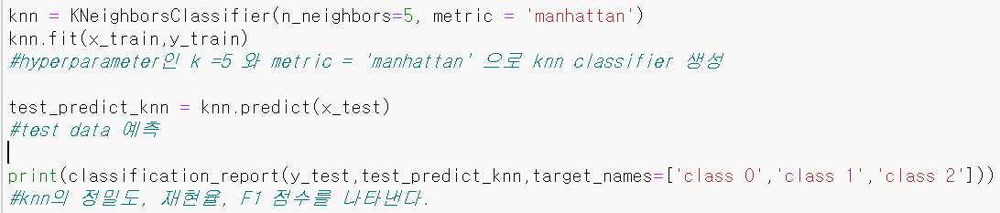 knn = KNeighborsClassifier(n_neighbors=5, metric = 'manhattan')
knn.fit(x_train,y_train)
#hyperparameter인 k =5 와 metric = 'manhattan' 으로 knn classifier 생성
test_predict_knn = knn.predict(x_test)
#test data 예측
print(classification_report(y_test,test_predict_knn,target_names=['class 0','class 1','class 2']))
#knn의 정밀도, 재현율, F1 점수를 나타낸다.